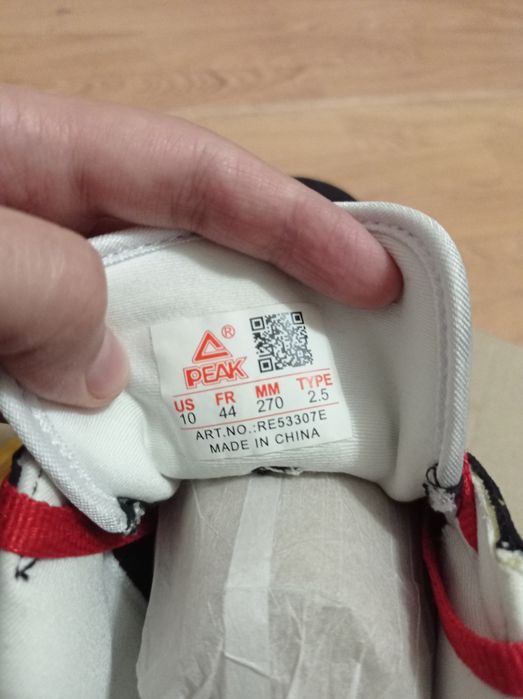 ®
PEAK
US FR MM TYPE
10 44 270 2.5
ART.NO.:RE53307E
MADE IN CHINA